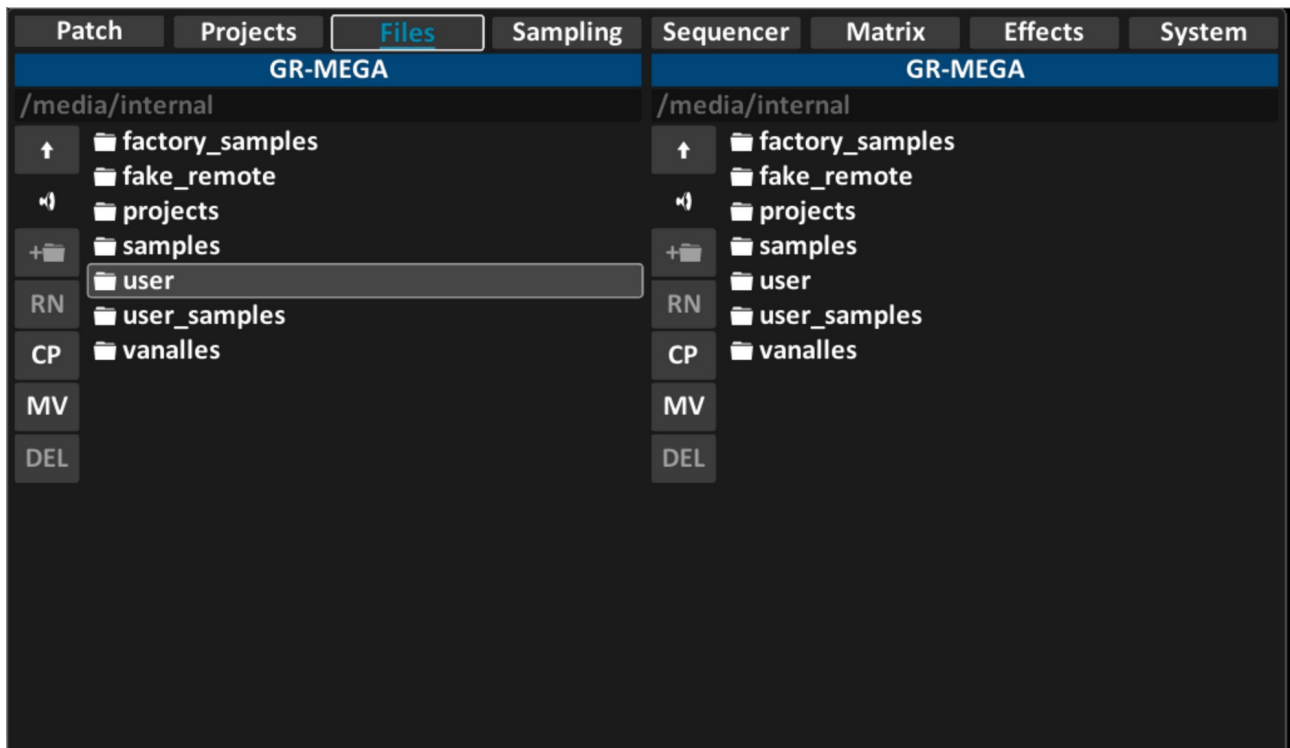 Patch Projects Files Sampling Sequencer Matrix Effects System
GR-MEGA
/media/internal
factory_samples
fake_remote
projects
samples
user
user_samples
vanalles
+
RN
CP
MV
DEL
GR-MEGA
/media/internal
factory_samples
fake_remote
projects
samples
user
user_samples
vanalles
+
RN
CP
MV
DEL